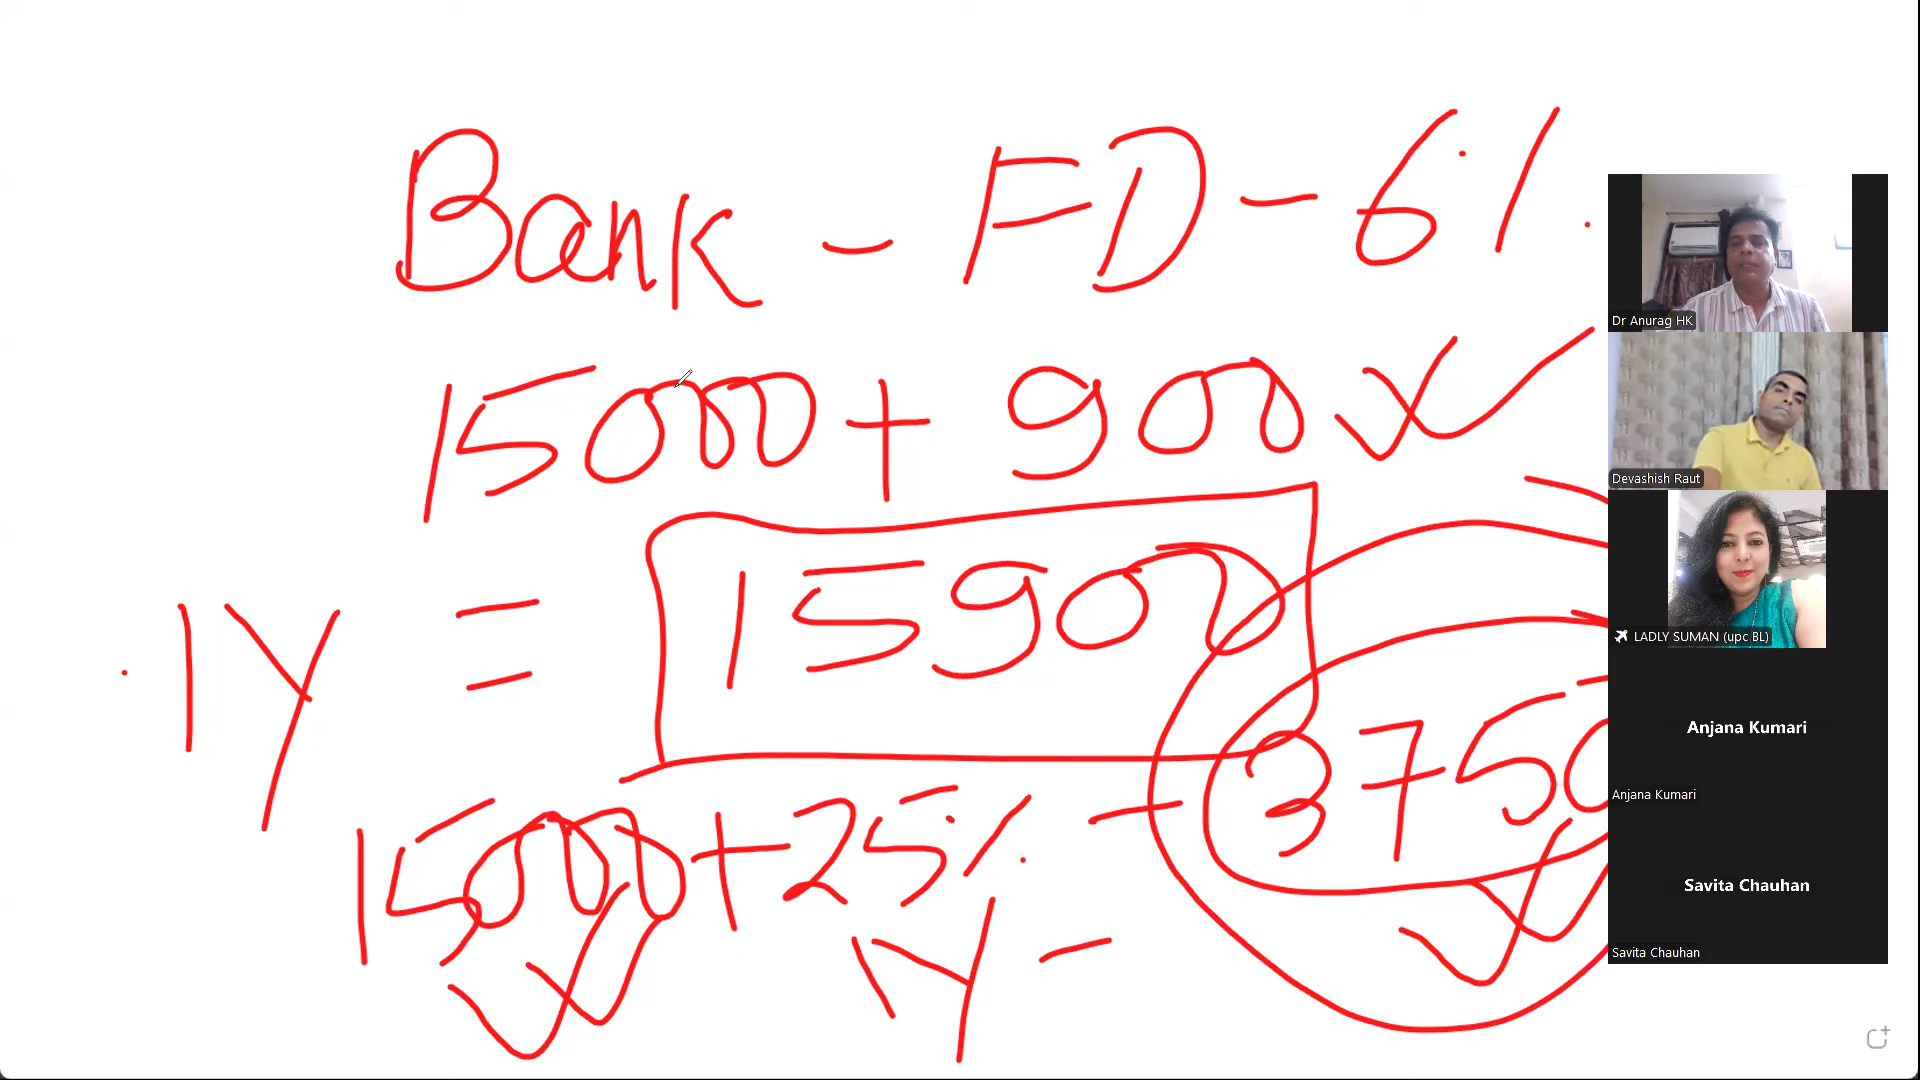 Bank - FD - 6%
15000 + 900
1Y = 15900
15000 + 25% - 3750
1Y -
Dr Anurag HK
Devashish Raut
LADLY SUMAN (upc BL)
Anjana Kumari
Anjana Kumari
Savita Chauhan
Savita Chauhan